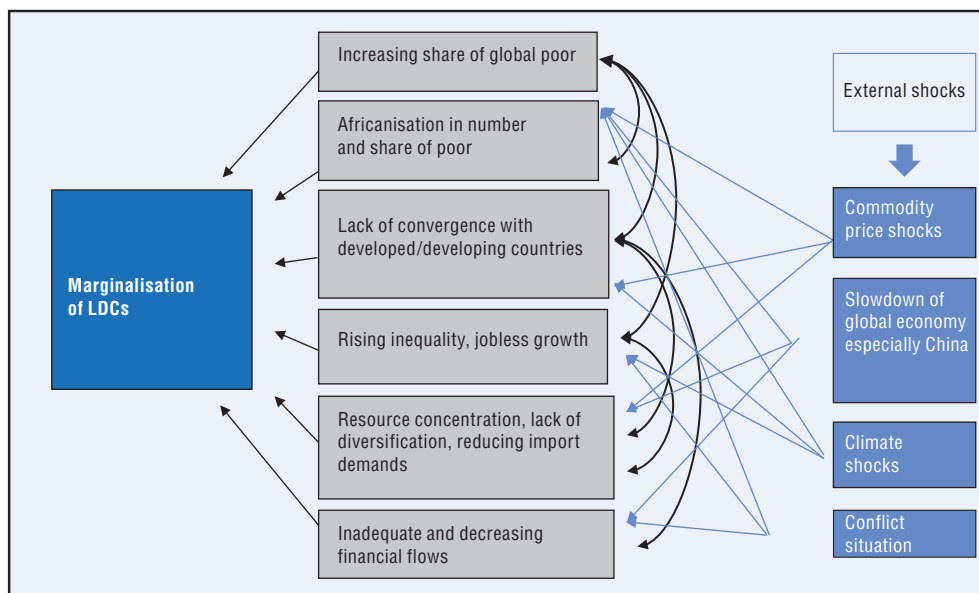 Increasing share of global poor
Africanisation in number
and share of poor
Lack of convergence with
developed/developing countries
Marginalisation
of LDCs
Rising inequality, jobless growth
Resource concentration, lack of
diversification, reducing import
demands
Inadequate and decreasing
financial flows
External shocks
Commodity
price shocks
Slowdown of
global economy
especially China
Climate
shocks
Conflict
situation